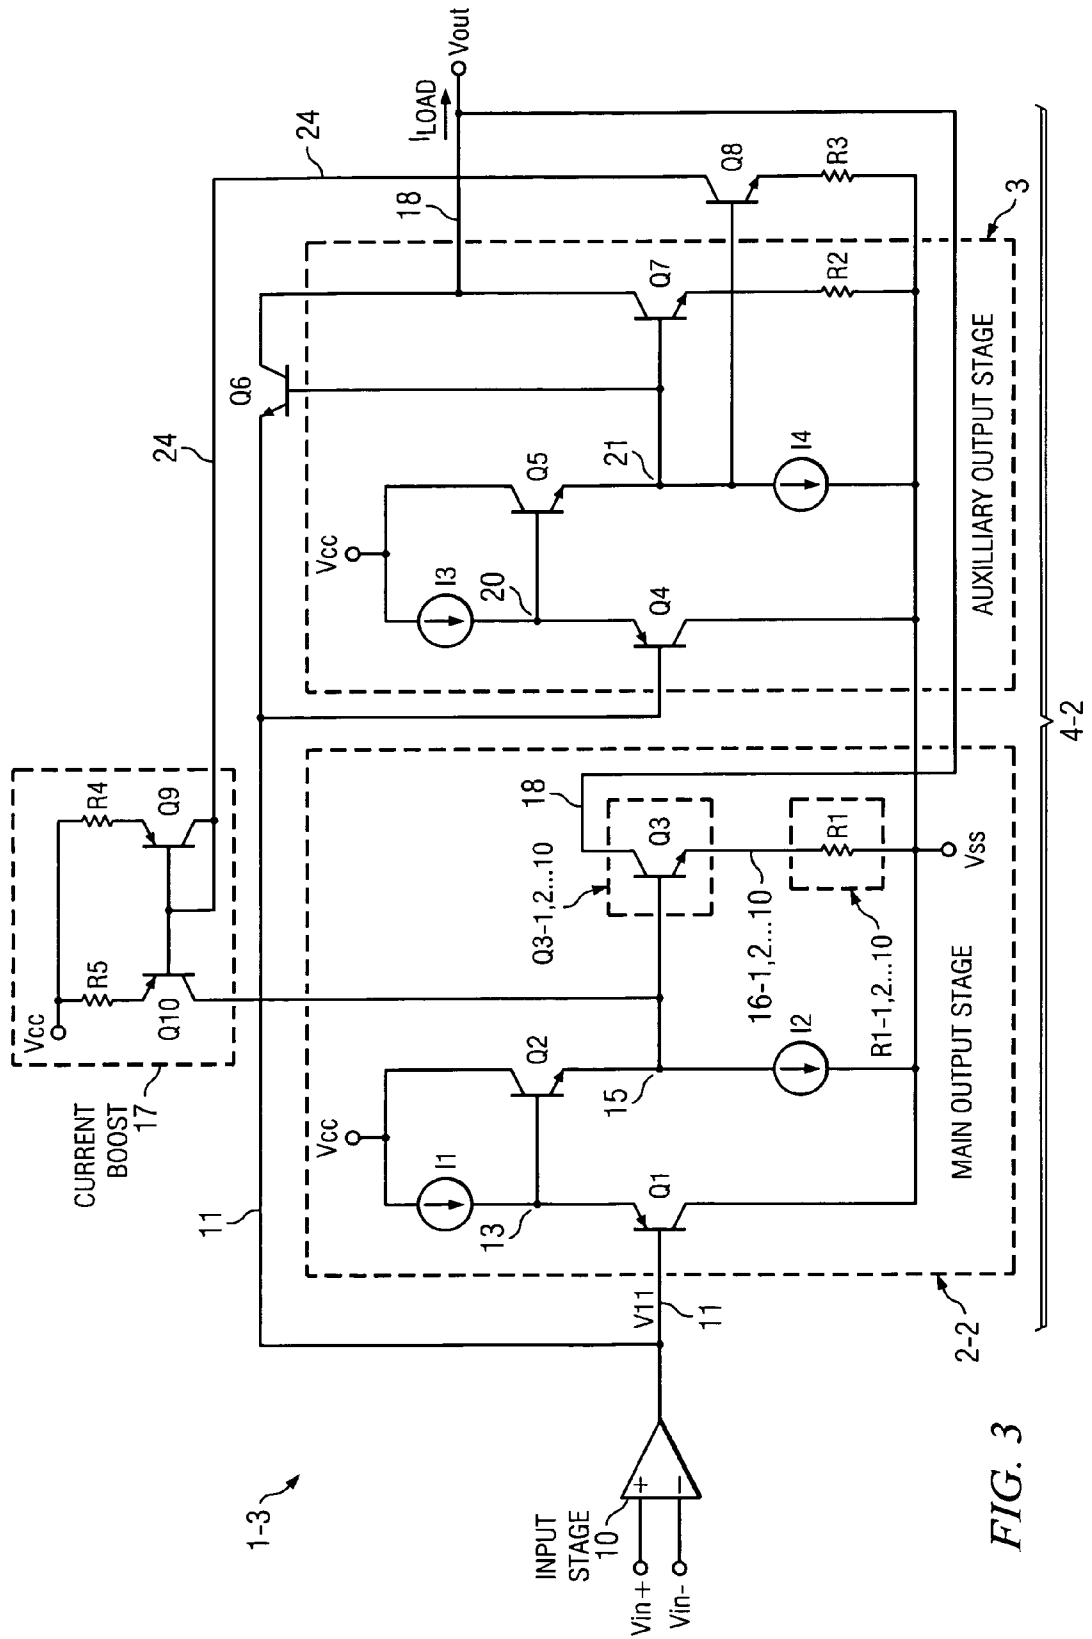 1-3
CURRENT
BOOST
17
Vcc
R5
R4
Q10
Q9
24
24
11
Q6
18
ILOAD
Vout
Vcc
I1
13
Q2
Q1
15
I2
Q3-1,2...10
Q3
18
16-1,2...10
R1-1,2...10
R1
Vss
MAIN OUTPUT STAGE
2-2
Vcc
I3
20
Q5
Q4
21
I4
Q7
R2
Q8
R3
AUXILLIARY OUTPUT STAGE
3
4-2
V11
11
INPUT
STAGE
10
+
−
Vin+
Vin-
FIG. 3